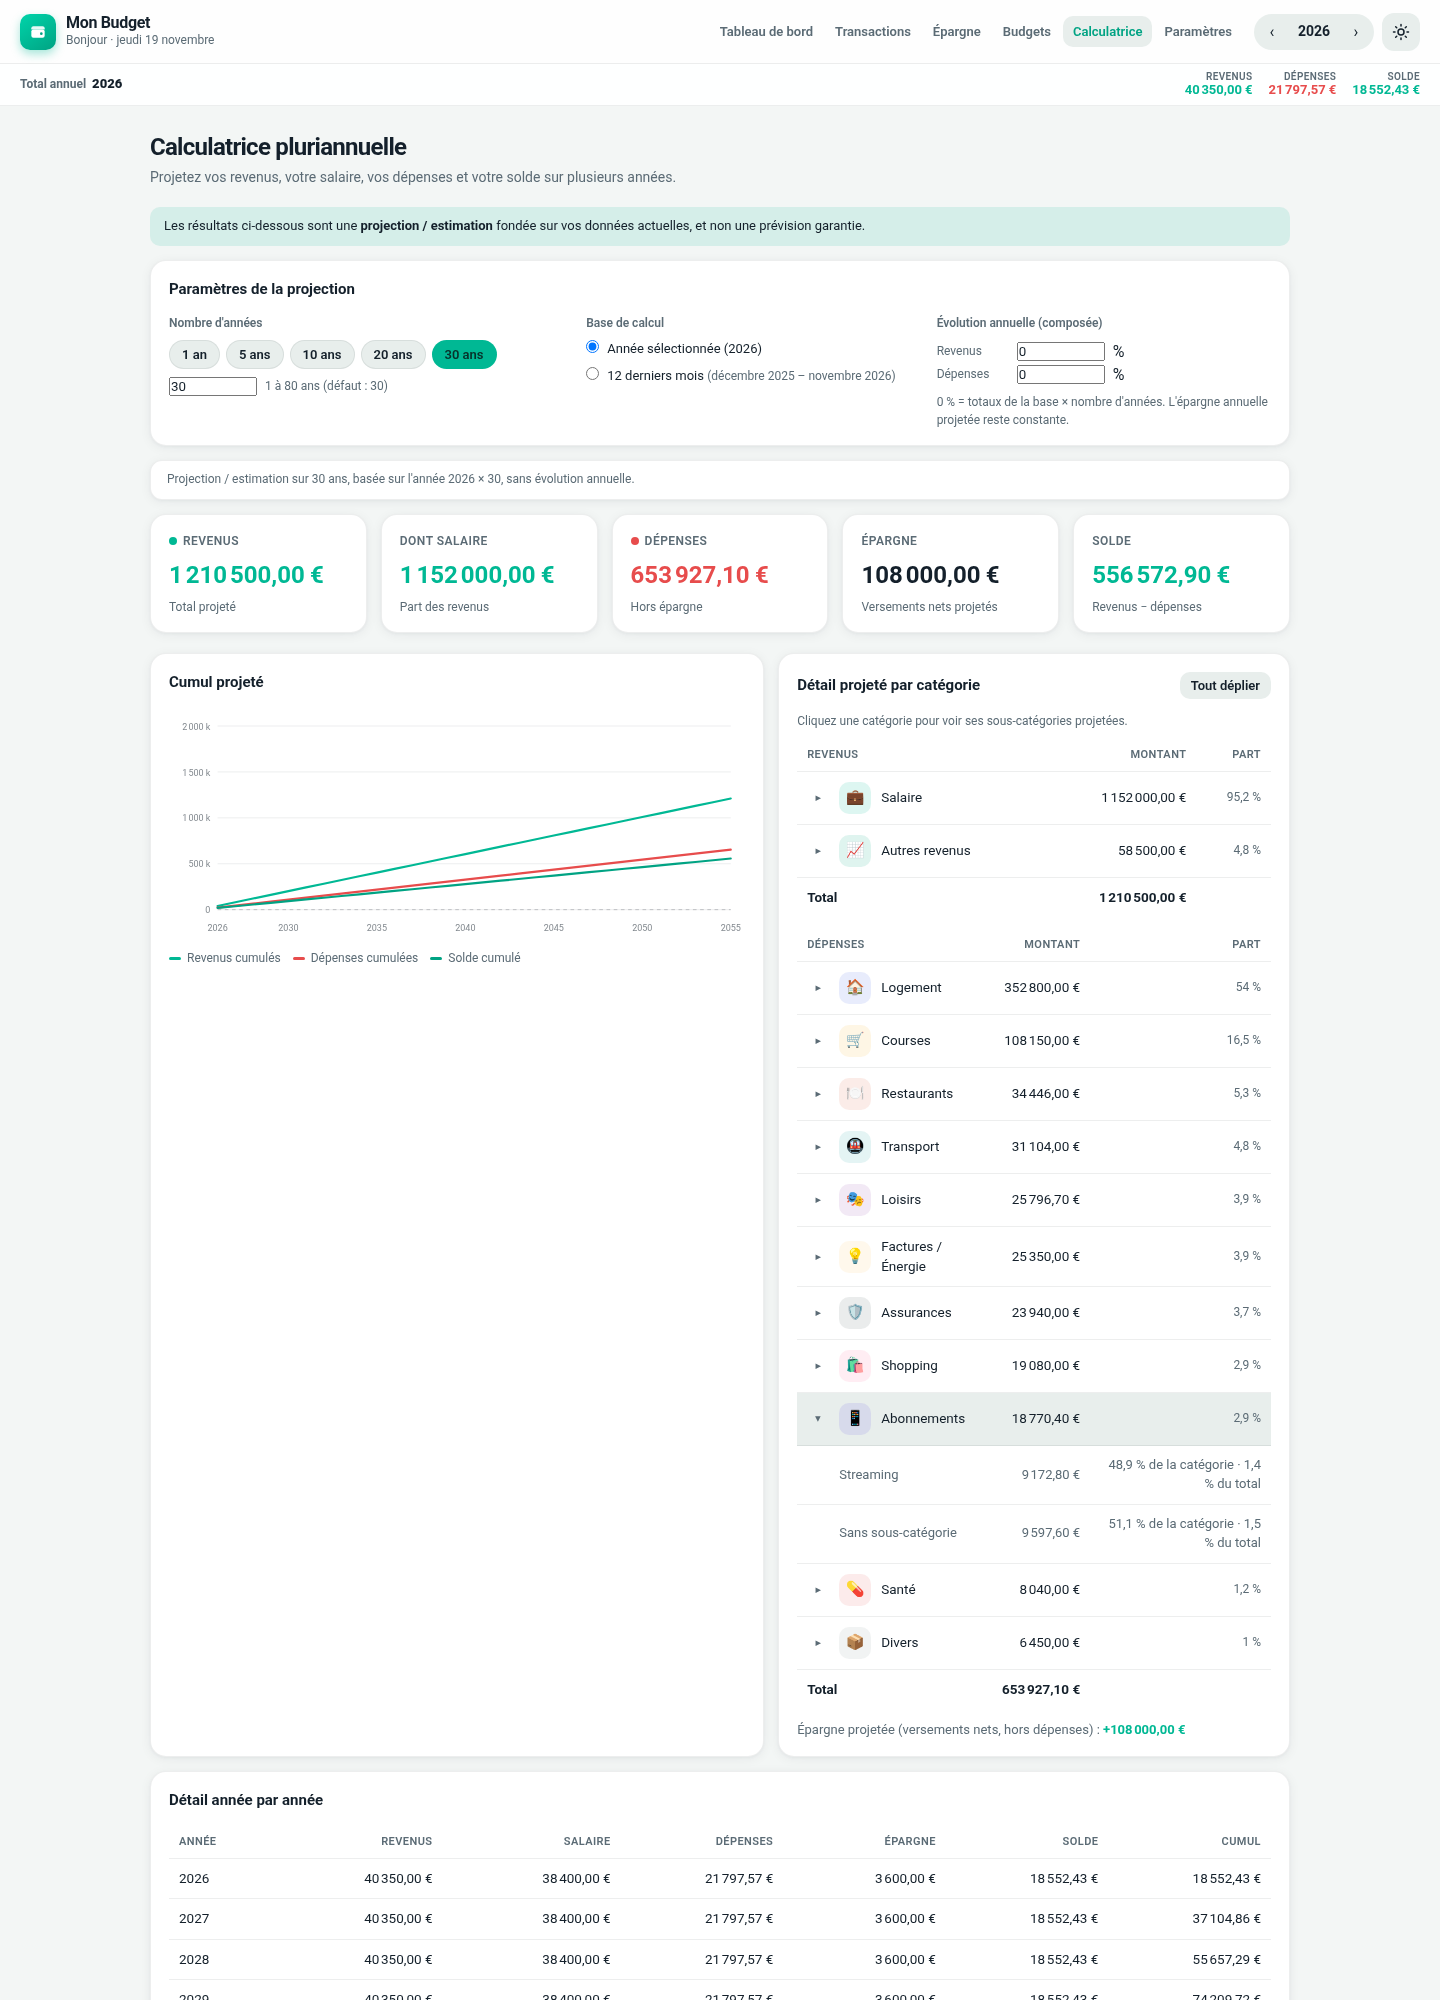 Mon Budget
Bonjour · jeudi 19 novembre
Tableau de bord Transactions Épargne Budgets Calculatrice Paramètres ‹ 2026 ›
Total annuel 2026
REVENUS DÉPENSES SOLDE
40 350,00 € 21 797,57 € 18 552,43 €
Calculatrice pluriannuelle
Projetez vos revenus, votre salaire, vos dépenses et votre solde sur plusieurs années.
Les résultats ci-dessous sont une projection / estimation fondée sur vos données actuelles, et non une prévision garantie.
Paramètres de la projection
Nombre d'années
1 an 5 ans 10 ans 20 ans 30 ans
30 1 à 80 ans (défaut : 30)
Base de calcul
Année sélectionnée (2026)
12 derniers mois (décembre 2025 – novembre 2026)
Évolution annuelle (composée)
Revenus 0 %
Dépenses 0 %
0 % = totaux de la base × nombre d'années. L'épargne annuelle
projetée reste constante.
Projection / estimation sur 30 ans, basée sur l'année 2026 × 30, sans évolution annuelle.
REVENUS
1 210 500,00 €
Total projeté
DONT SALAIRE
1 152 000,00 €
Part des revenus
DÉPENSES
653 927,10 €
Hors épargne
ÉPARGNE
108 000,00 €
Versements nets projetés
SOLDE
556 572,90 €
Revenus − dépenses
Cumul projeté
2 000 k
1 500 k
1 000 k
500 k
0
2026 2030 2035 2040 2045 2050 2055
Revenus cumulés Dépenses cumulées Solde cumulé
Détail projeté par catégorie Tout déplier
Cliquez une catégorie pour voir ses sous-catégories projetées.
REVENUS MONTANT PART
Salaire 1 152 000,00 € 95,2 %
Autres revenus 58 500,00 € 4,8 %
Total 1 210 500,00 €
DÉPENSES MONTANT PART
Logement 352 800,00 € 54 %
Courses 108 150,00 € 16,5 %
Restaurants 34 446,00 € 5,3 %
Transport 31 104,00 € 4,8 %
Loisirs 25 796,70 € 3,9 %
Factures /
Énergie 25 350,00 € 3,9 %
Assurances 23 940,00 € 3,7 %
Shopping 19 080,00 € 2,9 %
Abonnements 18 770,40 € 2,9 %
Streaming 9 172,80 € 48,9 % de la catégorie · 1,4
% du total
Sans sous-catégorie 9 597,60 € 51,1 % de la catégorie · 1,5
% du total
Santé 8 040,00 € 1,2 %
Divers 6 450,00 € 1 %
Total 653 927,10 €
Épargne projetée (versements nets, hors dépenses) : +108 000,00 €
Détail année par année
ANNÉE REVENUS SALAIRE DÉPENSES ÉPARGNE SOLDE CUMUL
2026 40 350,00 € 38 400,00 € 21 797,57 € 3 600,00 € 18 552,43 € 18 552,43 €
2027 40 350,00 € 38 400,00 € 21 797,57 € 3 600,00 € 18 552,43 € 37 104,86 €
2028 40 350,00 € 38 400,00 € 21 797,57 € 3 600,00 € 18 552,43 € 55 657,29 €
2029 40 350,00 € 38 400,00 € 21 797,57 € 3 600,00 € 18 552,43 € 74 209,72 €